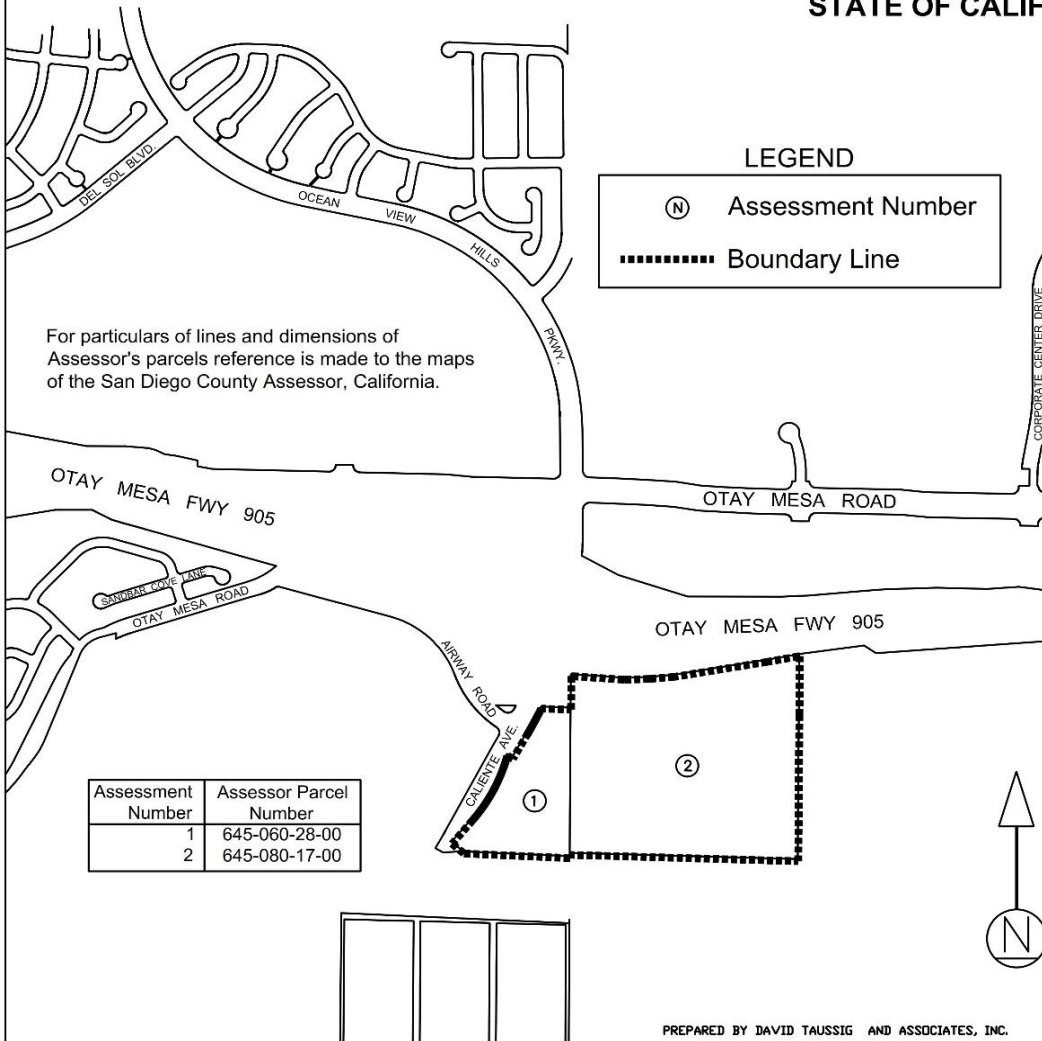 STATE OF CALIF
LEGEND
N Assessment Number
Boundary Line
DEL SOL BLVD.
OCEAN VIEW HILLS PKWY.
CORPORATE CENTER DRIVE
For particulars of lines and dimensions of
Assessor's parcels reference is made to the maps
of the San Diego County Assessor, California.
OTAY MESA FWY 905
OTAY MESA ROAD
SANDBAR COVE LANE
OTAY MESA ROAD
OTAY MESA FWY 905
AIRWAY ROAD
CALIENTE AVE.
1
2
Assessment Number Assessor Parcel Number
1 645-060-28-00
2 645-080-17-00
N
PREPARED BY DAVID TAUSSIG AND ASSOCIATES, INC.